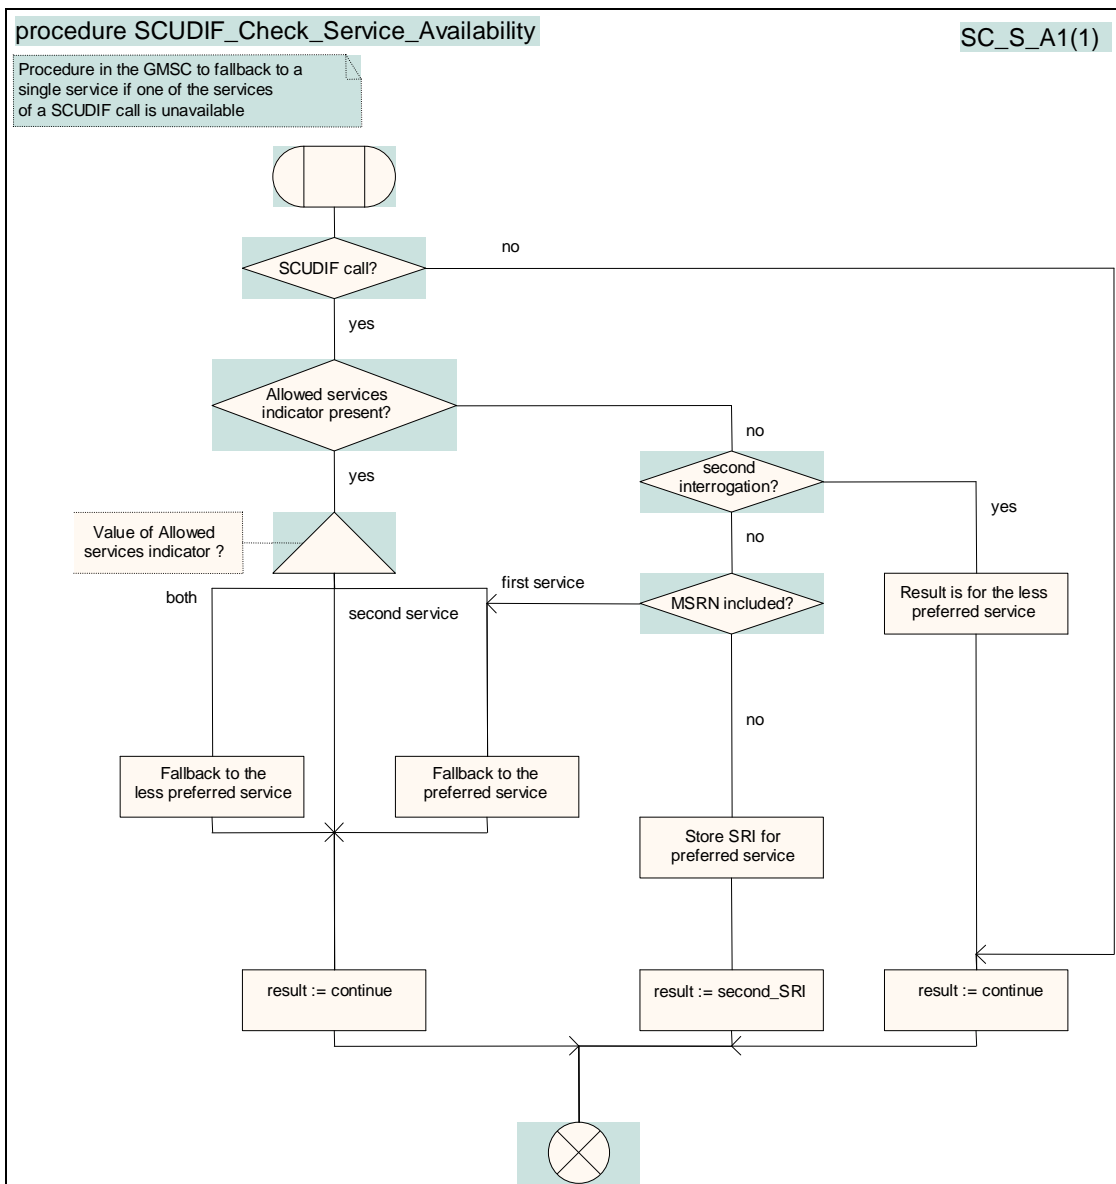 procedure SCUDIF_Check_Service_Availability
SC_S_A1(1)
Procedure in the GMSC to fallback to a
single service if one of the services
of a SCUDIF call is unavailable
no
SCUDIF call?
yes
Allowed services
indicator present?
no
yes
second
interrogation?
yes
Value of Allowed
services indicator ?
no
both
first service
second service
MSRN included?
Result is for the less
preferred service
no
Fallback to the
less preferred service
Fallback to the
preferred service
Store SRI for
preferred service
result := continue
result := second_SRI
result := continue